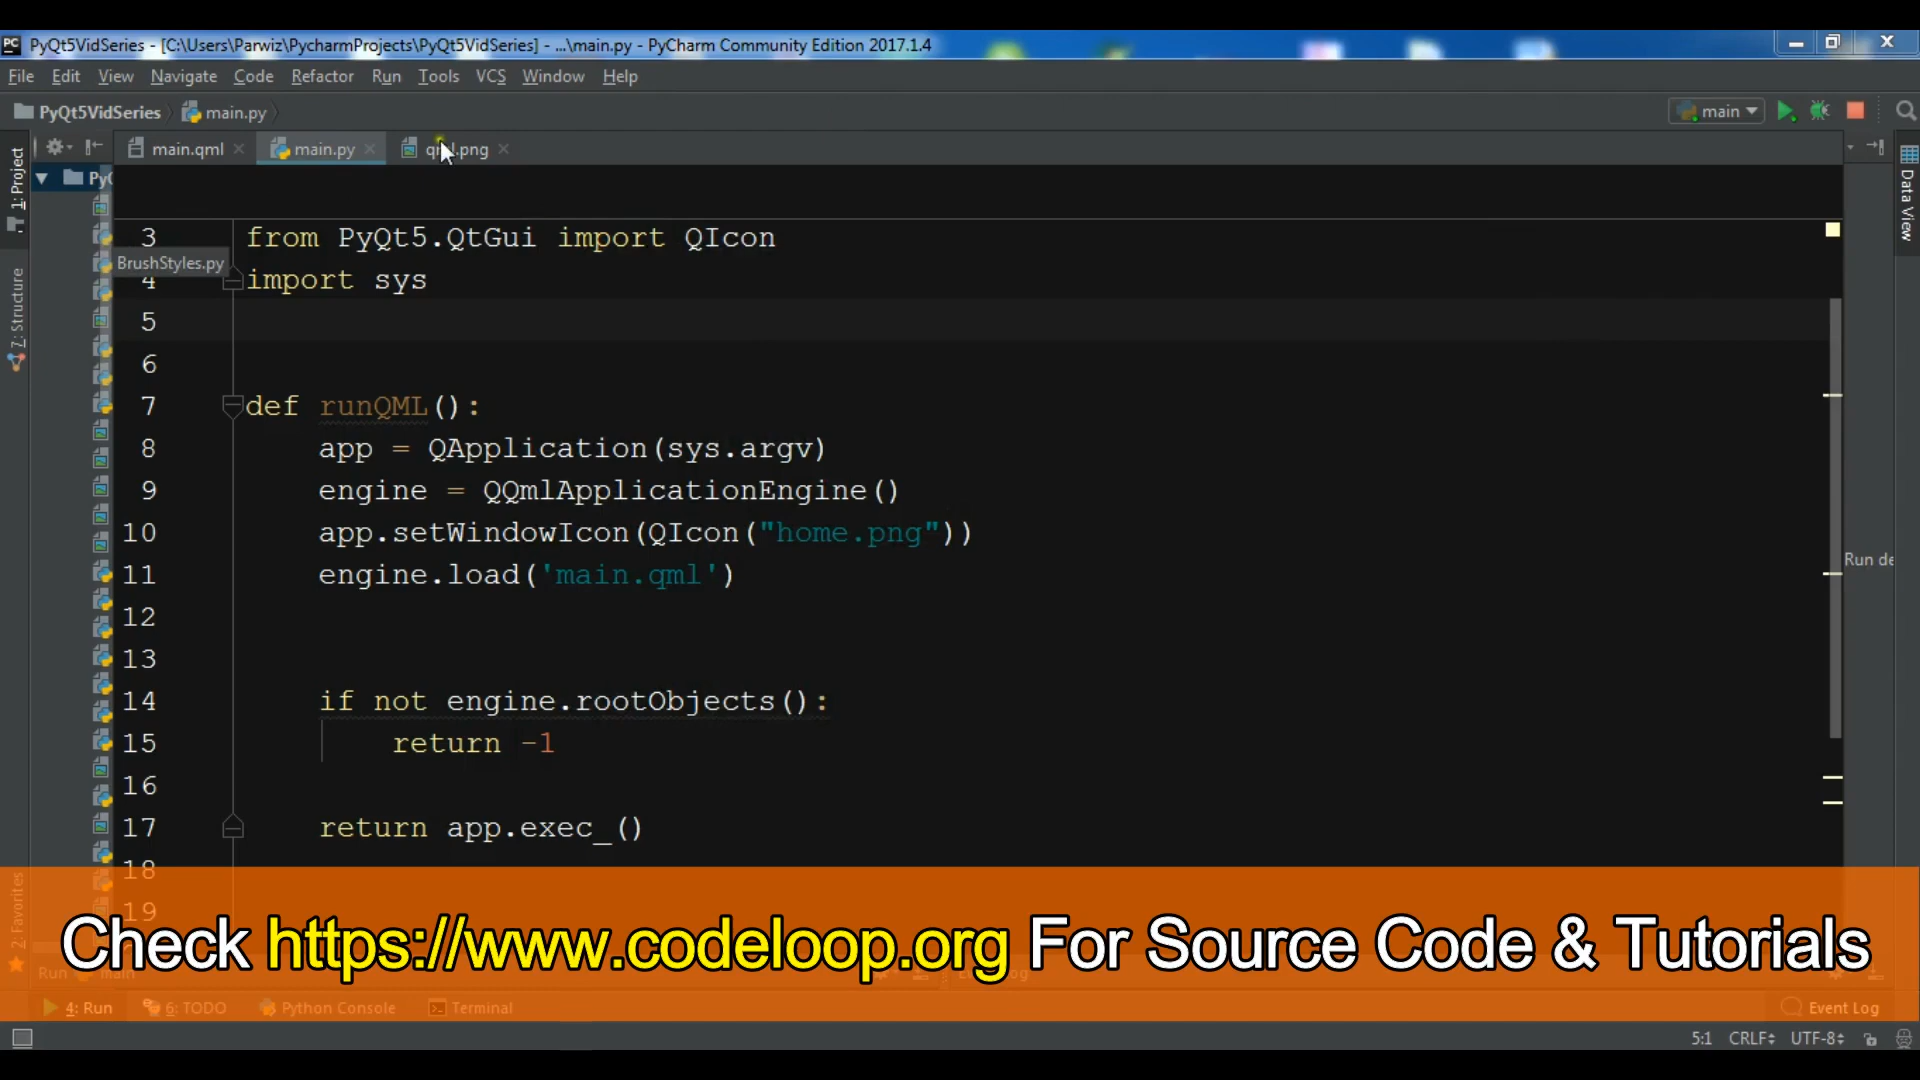 PyQt5VidSeries - [C:\Users\Parwiz\PycharmProjects\PyQt5VidSeries] - ...\main.py - PyCharm Community Edition 2017.1.4
File Edit View Navigate Code Refactor Run Tools VCS Window Help
PyQt5VidSeries main.py main
main.qml main.py .png
1: Project
7: Structure
2: Favorites
Data View
3 from PyQt5.QtGui import QIcon
BrushStyles.py
4 import sys
5
6
7 def runQML():
8 app = QApplication(sys.argv)
9 engine = QQmlApplicationEngine()
10 app.setWindowIcon(QIcon("home.png"))
11 engine.load('main.qml')
12
13
14 if not engine.rootObjects():
15 return -1
16
17 return app.exec_()
18
19
Run de
Check https://www.codeloop.org For Source Code & Tutorials
Run main
4: Run 6: TODO Python Console Terminal Event Log
5:1 CRLF UTF-8